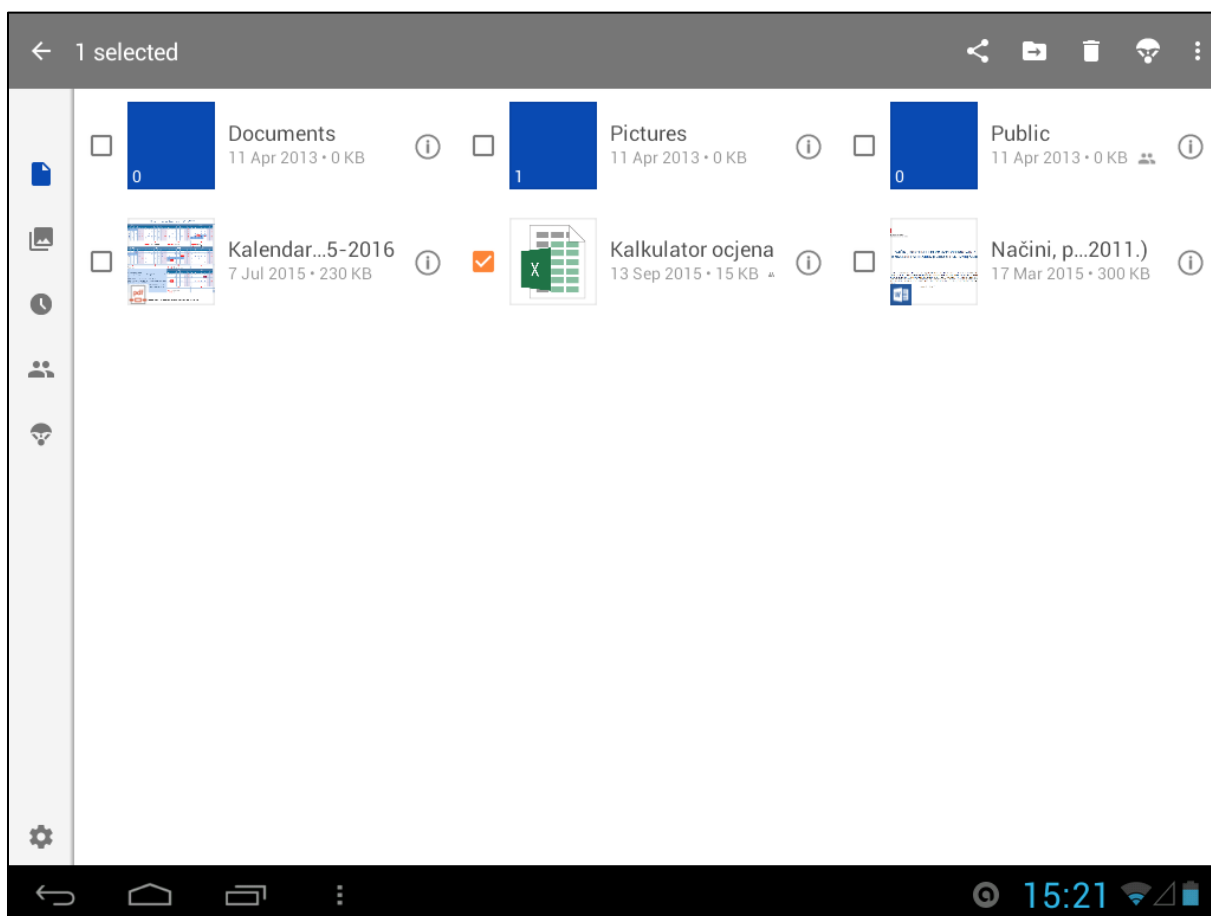 1 selected
Documents
11 Apr 2013 • 0 KB
0
Pictures
11 Apr 2013 • 0 KB
1
Public
11 Apr 2013 • 0 KB
0
Kalendar...5-2016
7 Jul 2015 • 230 KB
pdf
Kalkulator ocjena
13 Sep 2015 • 15 KB
X
Načini, p...2011.)
17 Mar 2015 • 300 KB
15:21